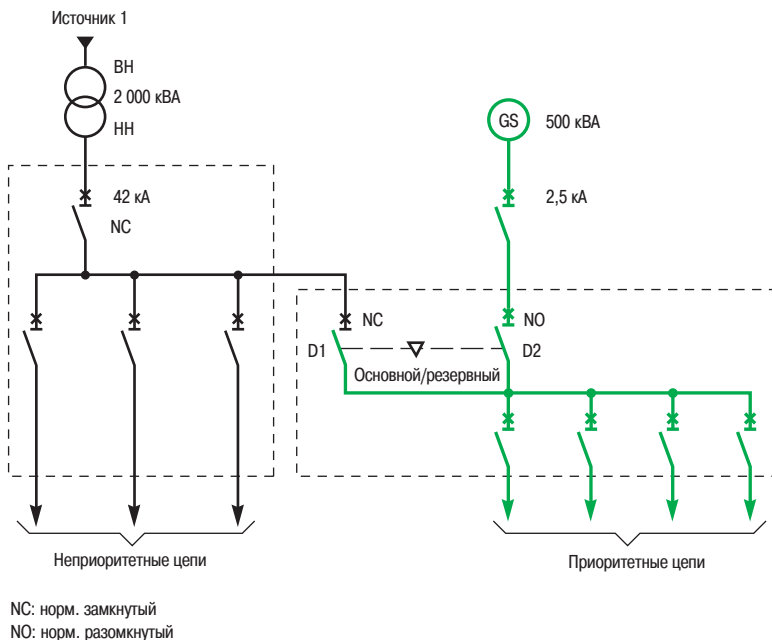 Источник 1
ВН
2 000 кВА
НН
GS
500 кВА
42 кА
NC
2,5 кА
NC
NO
D1
D2
Основной/резервный
Неприоритетные цепи
Приоритетные цепи
NC: норм. замкнутый
NO: норм. разомкнутый